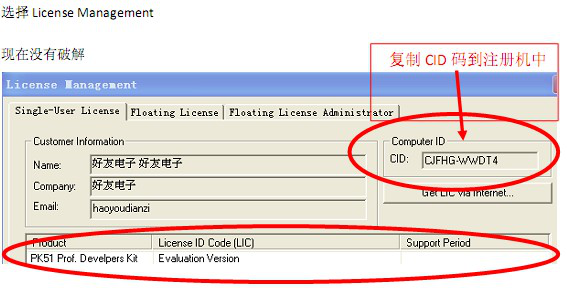 选择 License Management
现在没有破解
复制 CID 码到注册机中
License Management
Single-User License Floating License Floating License Administrator
Customer Information
Computer ID
Name: 好友电子 好友电子
CID: CJFHG-WWDT4
Company: 好友电子
Get LIC via Internet...
Email: haoyoudianzi
Product License ID Code (LIC) Support Period
PK51 Prof. Develpers Kit Evaluation Version